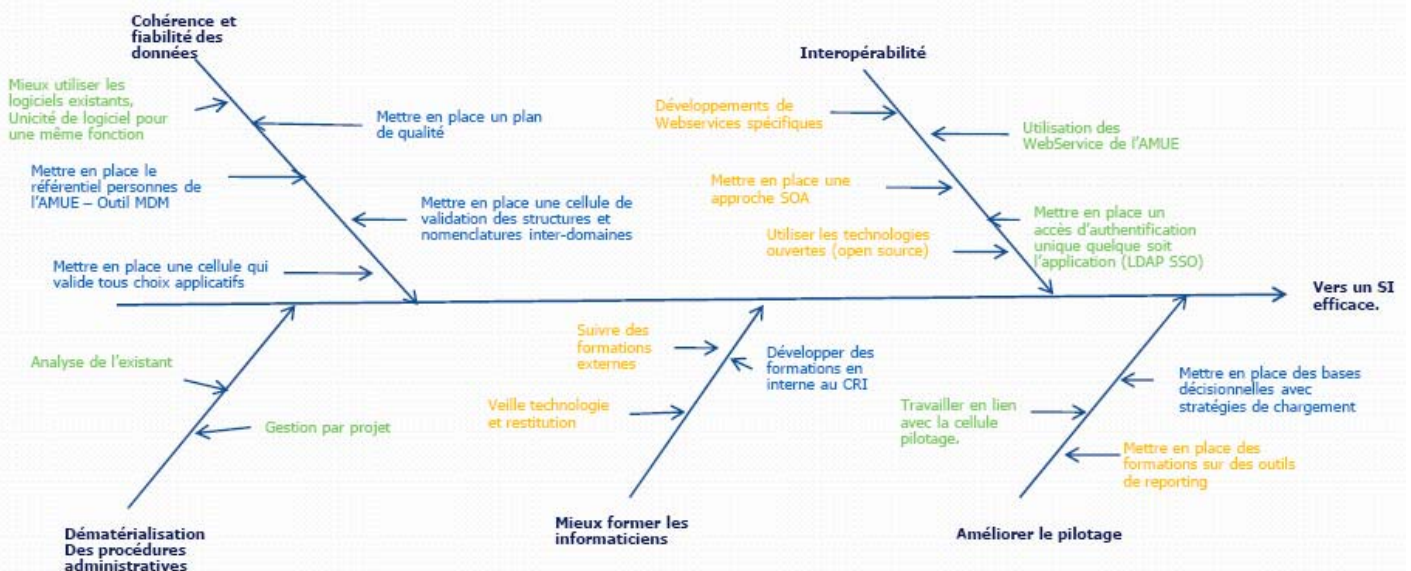 Cohérence et
fiabilité des
données
Mieux utiliser les
logiciels existants,
Unicité de logiciel pour
une même fonction
Mettre en place un plan
de qualité
Mettre en place le
référentiel personnes de
l'AMUE – Outil MDM
Mettre en place une cellule de
validation des structures et
nomenclatures inter-domaines
Mettre en place une cellule qui
valide tous choix applicatifs
Interopérabilité
Développements de
Webservices spécifiques
Utilisation des
WebService de l'AMUE
Mettre en place une
approche SOA
Mettre en place un
accès d'authentification
unique quelque soit
l'application (LDAP SSO)
Utiliser les technologies
ouvertes (open source)
Vers un SI
efficace.
Analyse de l'existant
Gestion par projet
Dématérialisation
Des procédures
administratives
Suivre des
formations
externes
Développer des
formations en
interne au CRI
Veille technologie
et restitution
Mieux former les
informaticiens
Mettre en place des bases
décisionnelles avec
stratégies de chargement
Travailler en lien
avec la cellule
pilotage.
Mettre en place des
formations sur des outils
de reporting
Améliorer le pilotage